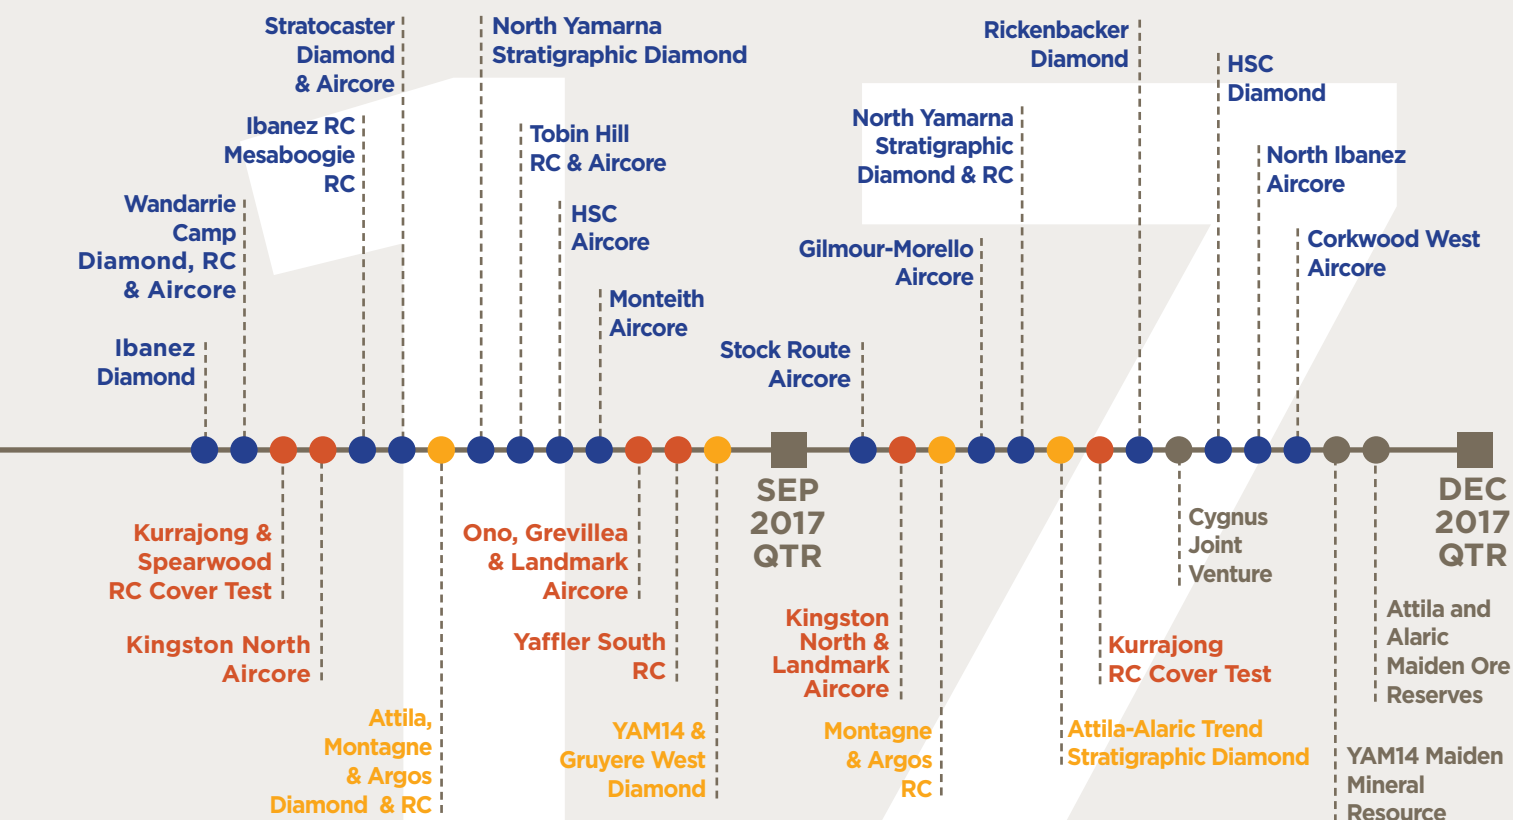 Stratocaster
Diamond
& Aircore
North Yamarna
Stratigraphic Diamond
Ibanez RC
Mesaboogie
RC
Tobin Hill
RC & Aircore
Wandarrie
Camp
Diamond, RC
& Aircore
HSC
Aircore
Monteith
Aircore
Ibanez
Diamond
Rickenbacker
Diamond
HSC
Diamond
North Yamarna
Stratigraphic
Diamond & RC
North Ibanez
Aircore
Gilmour-Morello
Aircore
Corkwood West
Aircore
Stock Route
Aircore
17
SEP
2017
QTR
DEC
2017
QTR
Kurrajong &
Spearwood
RC Cover Test
Kingston North
Aircore
Attila,
Montagne
& Argos
Diamond & RC
Ono, Grevillea
& Landmark
Aircore
Yaffler South
RC
YAM14 &
Gruyere West
Diamond
Kingston
North &
Landmark
Aircore
Montagne
& Argos
RC
Attila-Alaric Trend
Stratigraphic Diamond
Kurrajong
RC Cover Test
Cygnus
Joint
Venture
YAM14 Maiden
Mineral
Resource
Attila and
Alaric
Maiden Ore
Reserves